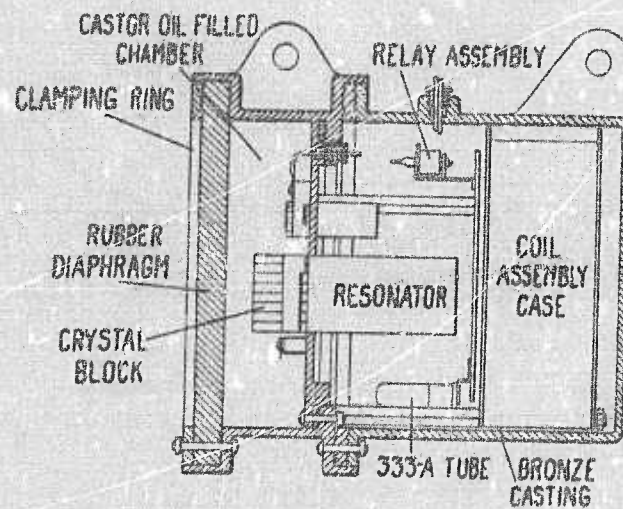 CASTOR OIL FILLED
CHAMBER
RELAY ASSEMBLY
CLAMPING RING
RUBBER
DIAPHRAGM
COIL
ASSEMBLY
CASE
RESONATOR
CRYSTAL
BLOCK
333-A TUBE
BRONZE
CASTING